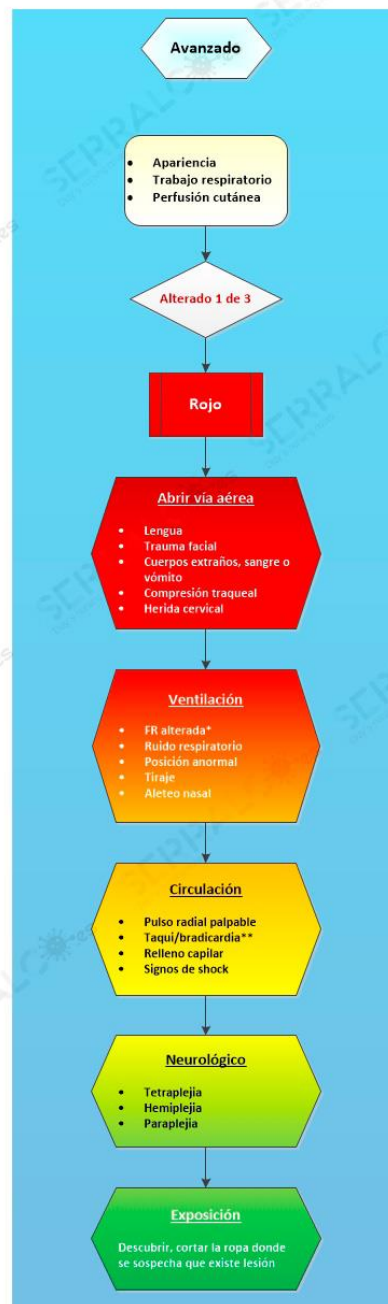 Avanzado
• Apariencia
• Trabajo respiratorio
• Perfusión cutánea
Alterado 1 de 3
Rojo
Abrir vía aérea
• Lengua
• Trauma facial
• Cuerpos extraños, sangre o
vómito
• Compresión traqueal
• Herida cervical
Ventilación
• FR alterada*
• Ruido respiratorio
• Posición anormal
• Tiraje
• Aleteo nasal
Circulación
• Pulso radial palpable
• Taqui/bradicardia**
• Relleno capilar
• Signos de shock
Neurológico
• Tetraplejia
• Hemiplejia
• Paraplejia
Exposición
Descubrir, cortar la ropa donde
se sospecha que existe lesión